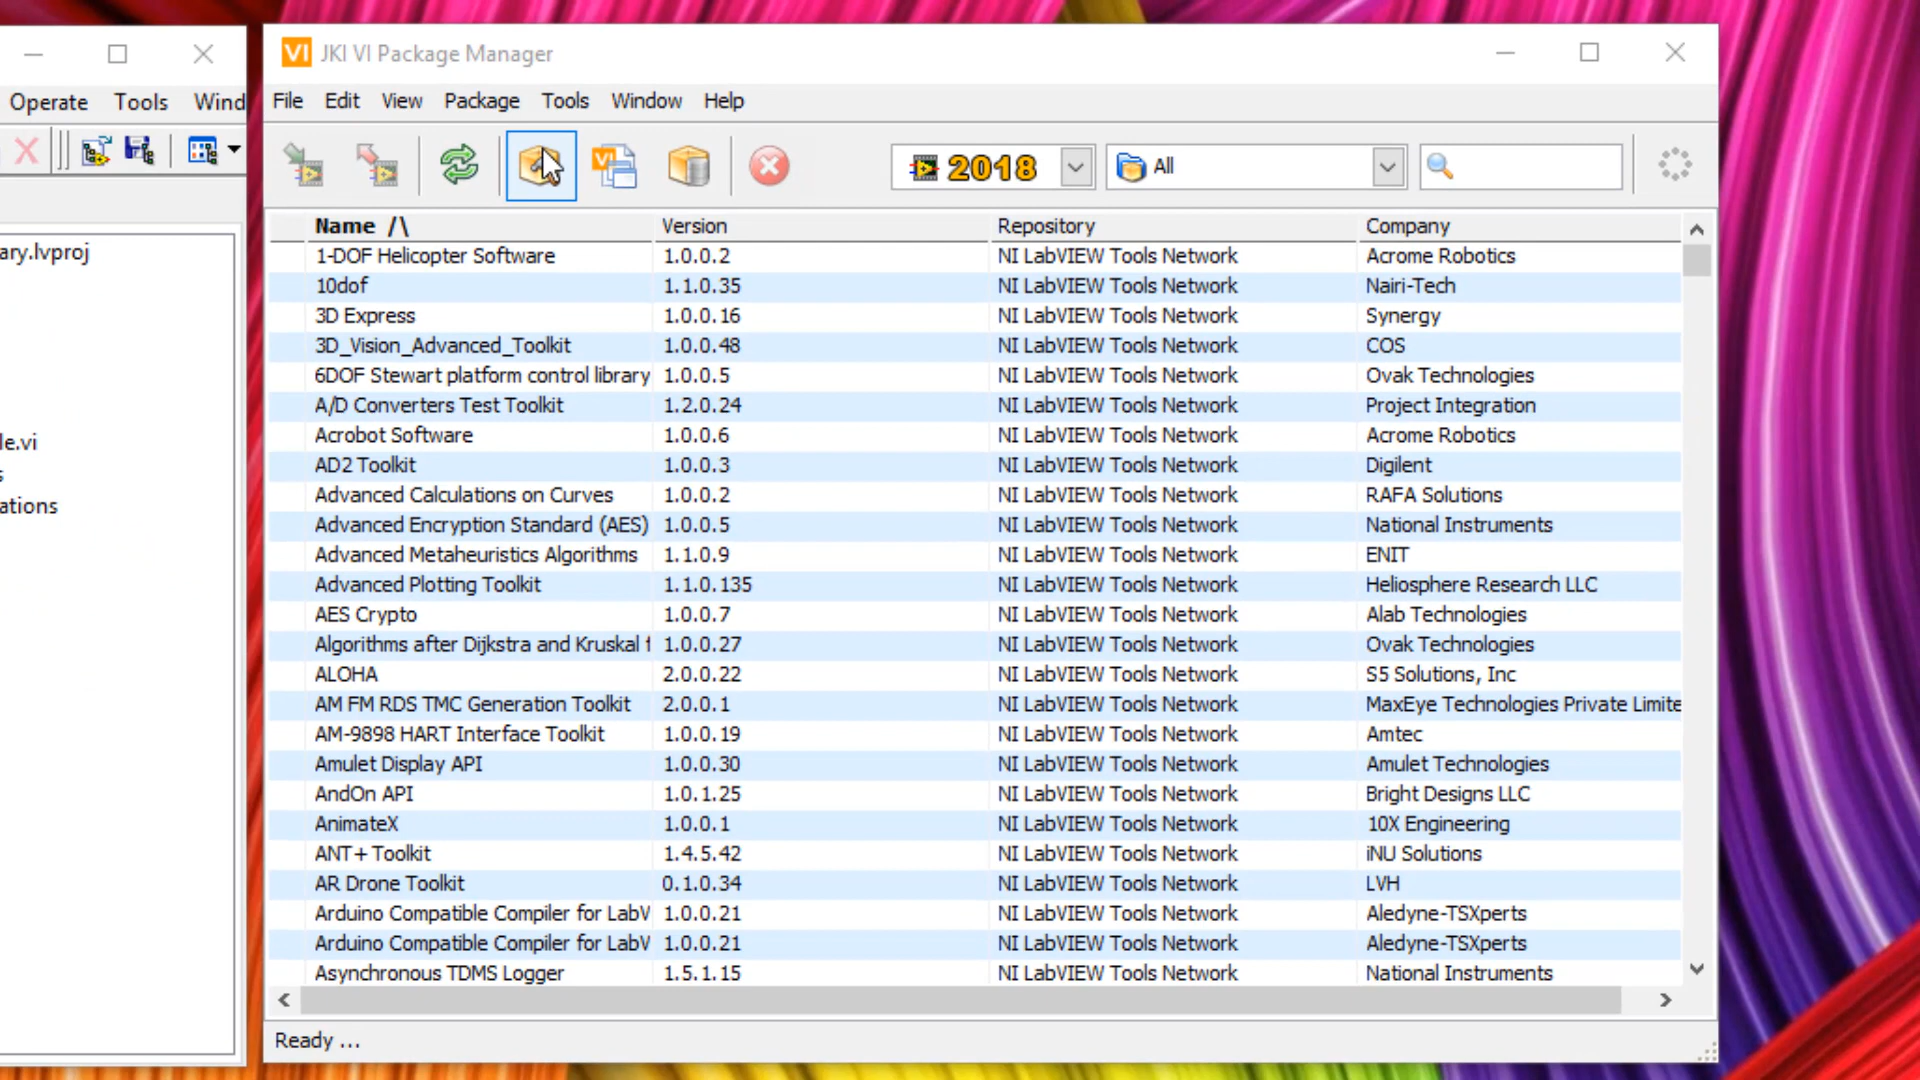 Operate Tools Wind
ary.lvproj
le.vi
s
ations
VI JKI VI Package Manager
File Edit View Package Tools Window Help
VI 2018 All
Name /\ Version Repository Company
1-DOF Helicopter Software 1.0.0.2 NI LabVIEW Tools Network Acrome Robotics
10dof 1.1.0.35 NI LabVIEW Tools Network Nairi-Tech
3D Express 1.0.0.16 NI LabVIEW Tools Network Synergy
3D_Vision_Advanced_Toolkit 1.0.0.48 NI LabVIEW Tools Network COS
6DOF Stewart platform control library 1.0.0.5 NI LabVIEW Tools Network Ovak Technologies
A/D Converters Test Toolkit 1.2.0.24 NI LabVIEW Tools Network Project Integration
Acrobot Software 1.0.0.6 NI LabVIEW Tools Network Acrome Robotics
AD2 Toolkit 1.0.0.3 NI LabVIEW Tools Network Digilent
Advanced Calculations on Curves 1.0.0.2 NI LabVIEW Tools Network RAFA Solutions
Advanced Encryption Standard (AES) 1.0.0.5 NI LabVIEW Tools Network National Instruments
Advanced Metaheuristics Algorithms 1.1.0.9 NI LabVIEW Tools Network ENIT
Advanced Plotting Toolkit 1.1.0.135 NI LabVIEW Tools Network Heliosphere Research LLC
AES Crypto 1.0.0.7 NI LabVIEW Tools Network Alab Technologies
Algorithms after Dijkstra and Kruskal f 1.0.0.27 NI LabVIEW Tools Network Ovak Technologies
ALOHA 2.0.0.22 NI LabVIEW Tools Network S5 Solutions, Inc
AM FM RDS TMC Generation Toolkit 2.0.0.1 NI LabVIEW Tools Network MaxEye Technologies Private Limite
AM-9898 HART Interface Toolkit 1.0.0.19 NI LabVIEW Tools Network Amtec
Amulet Display API 1.0.0.30 NI LabVIEW Tools Network Amulet Technologies
AndOn API 1.0.1.25 NI LabVIEW Tools Network Bright Designs LLC
AnimateX 1.0.0.1 NI LabVIEW Tools Network 10X Engineering
ANT+ Toolkit 1.4.5.42 NI LabVIEW Tools Network iNU Solutions
AR Drone Toolkit 0.1.0.34 NI LabVIEW Tools Network LVH
Arduino Compatible Compiler for LabV 1.0.0.21 NI LabVIEW Tools Network Aledyne-TSXperts
Arduino Compatible Compiler for LabV 1.0.0.21 NI LabVIEW Tools Network Aledyne-TSXperts
Asynchronous TDMS Logger 1.5.1.15 NI LabVIEW Tools Network National Instruments
Ready ...